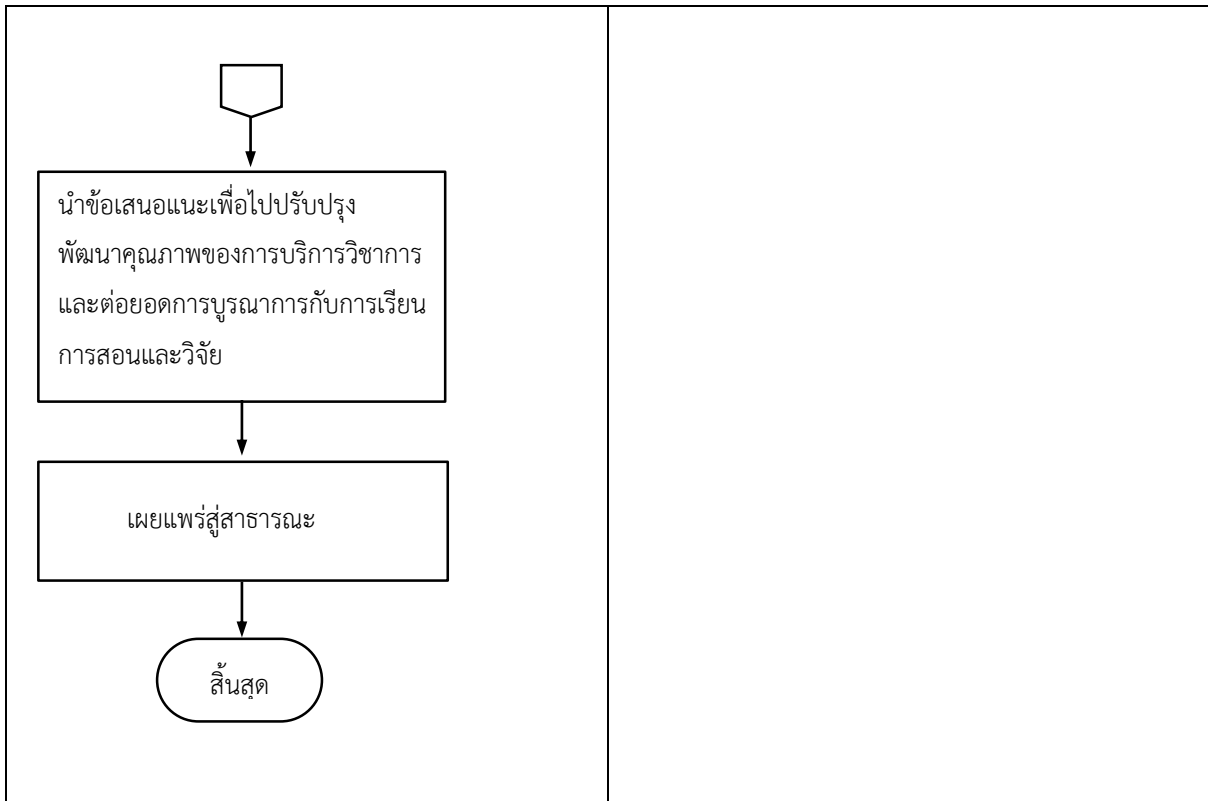 นำข้อเสนอแนะเพื่อไปปรับปรุง
พัฒนาคุณภาพของการบริการวิชาการ
และต่อยอดการบูรณาการกับการเรียน
การสอนและวิจัย
เผยแพร่สู่สาธารณะ
สิ้นสุด